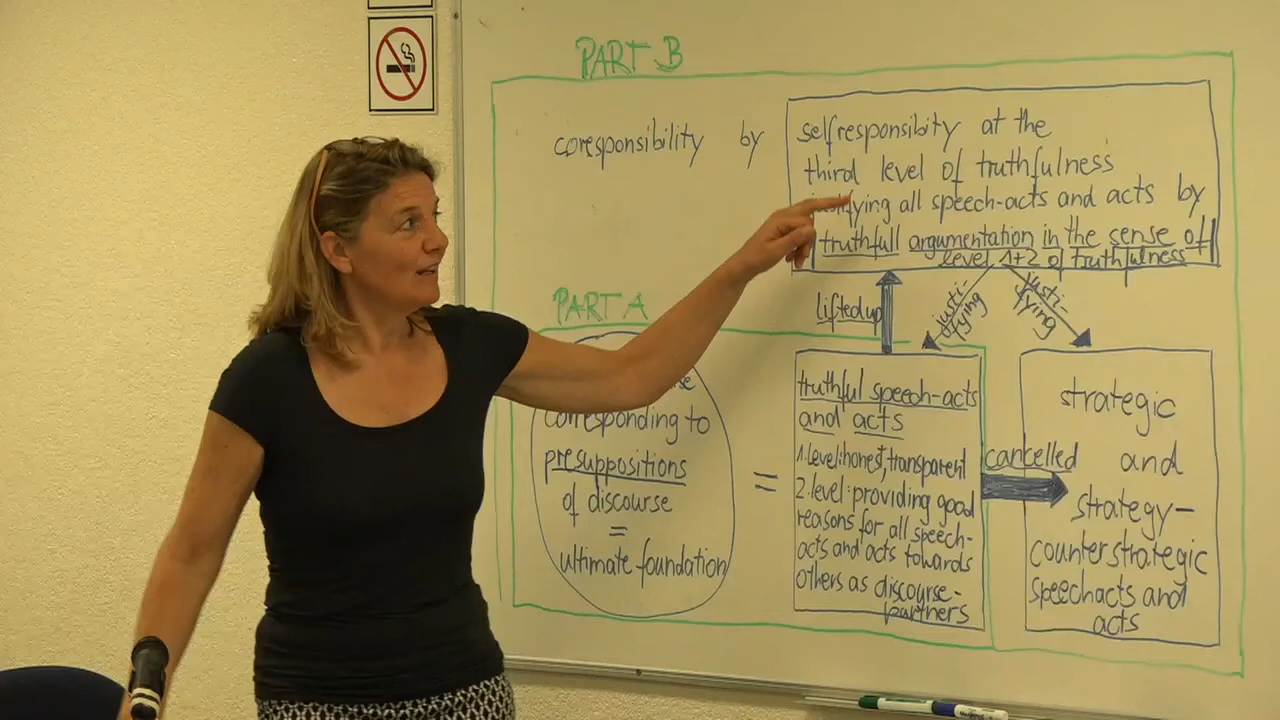 PART B
coresponsibility by
selfresponsibity at the
third level of truthfulness
all speech-acts and acts by
truthfull argumentation in the sense of
level 1+2 of truthfulness
lifted up
justi-
fying
justi-
fying
PART A
corresponding to
presuppositions
of discourse
=
ultimate foundation
=
truthful speech-acts
and acts
1.level:honest, transparent
2.level:providing good
reasons for all speech-
acts and acts towards
others as discourse-
partners
cancelled
strategic
and
strategy-
counterstrategic
speechacts and
acts